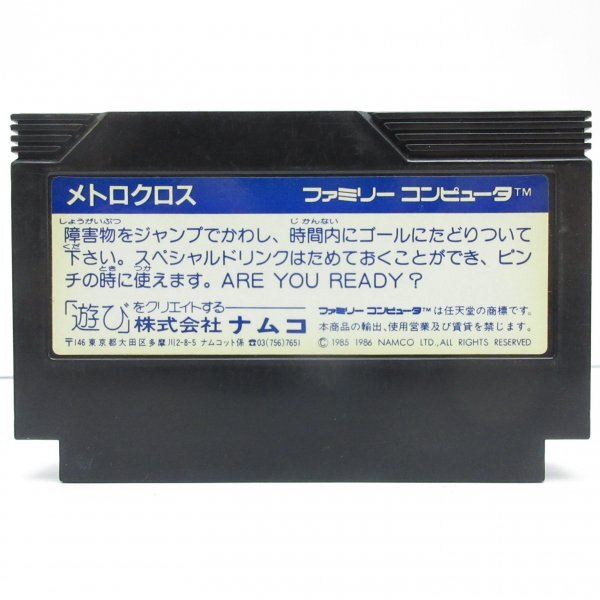 メトロクロス ファミリー コンピュータ™
しょうがいぶつ じかんない
障害物をジャンプでかわし、時間内にゴールにたどりついて
くだ
下さい。スペシャルドリンクはためておくことができ、ピン
とき つか
チの時に使えます。ARE YOU READY?
「遊び」をクリエイトする 株式会社 ナムコ
〒146 東京都大田区多摩川2-8-5 ナムコット係 ☎03(756)7651
ファミリー コンピュータ™は任天堂の商標です。
本商品の輸出、使用営業及び賃貸を禁じます。
©1985 1986 NAMCO LTD., ALL RIGHTS RESERVED